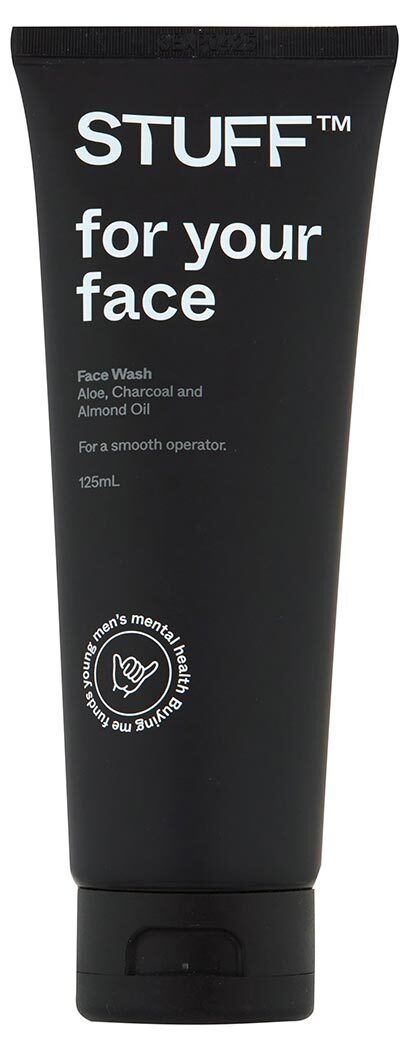 STUFF™
for your
face
Face Wash
Aloe, Charcoal and
Almond Oil
For a smooth operator.
125mL
Buying me funds young men's mental health